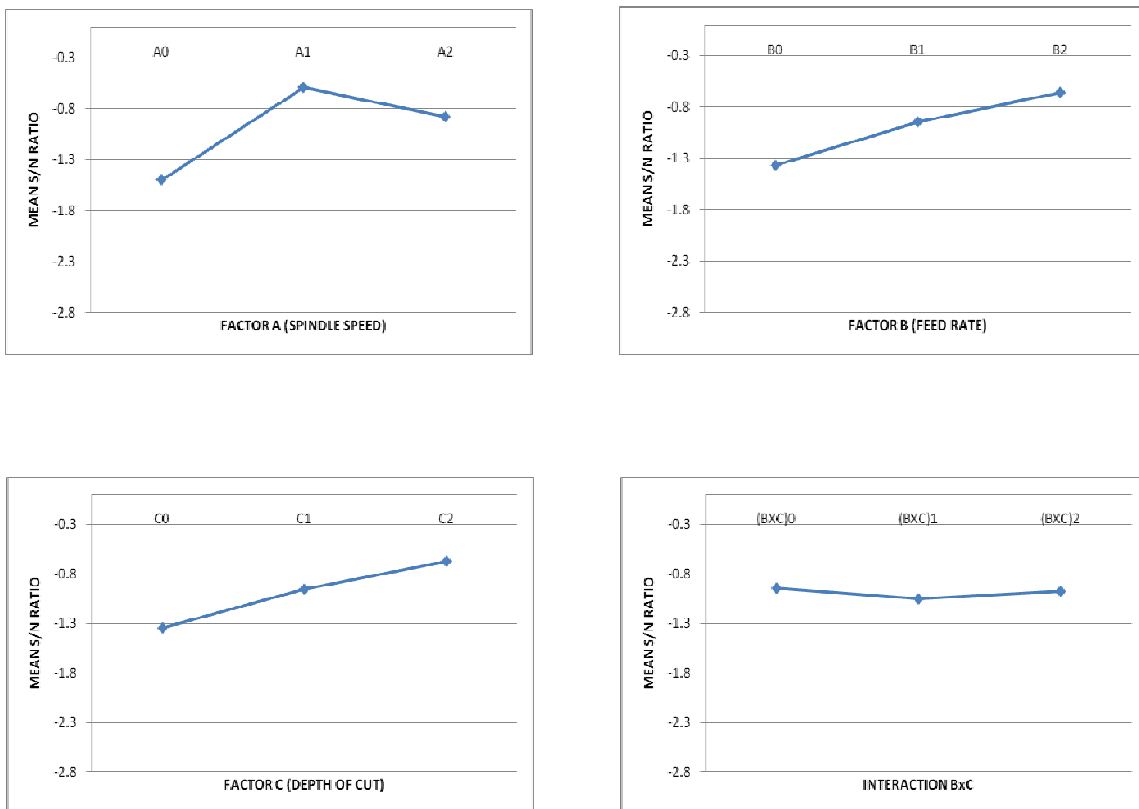 A0 A1 A2
-0.3
-0.8
-1.3
-1.8
-2.3
-2.8
MEAN S/N RATIO
FACTOR A (SPINDLE SPEED)
B0 B1 B2
-0.3
-0.8
-1.3
-1.8
-2.3
-2.8
MEAN S/N RATIO
FACTOR B (FEED RATE)
C0 C1 C2
-0.3
-0.8
-1.3
-1.8
-2.3
-2.8
MEAN S/N RATIO
FACTOR C (DEPTH OF CUT)
(BXC)0 (BXC)1 (BXC)2
-0.3
-0.8
-1.3
-1.8
-2.3
-2.8
MEAN S/N RATIO
INTERACTION BxC